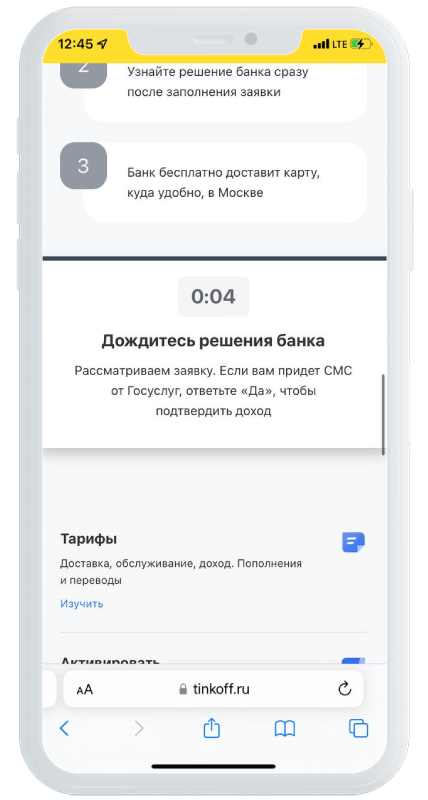 12:45
LTE
2
Узнайте решение банка сразу
после заполнения заявки
3
Банк бесплатно доставит карту,
куда удобно, в Москве
0:04
Дождитесь решения банка
Рассматриваем заявку. Если вам придет СМС
от Госуслуг, ответьте «Да», чтобы
подтвердить доход
Тарифы
Доставка, обслуживание, доход. Пополнения
и переводы
Изучить
Активировать
AA
tinkoff.ru